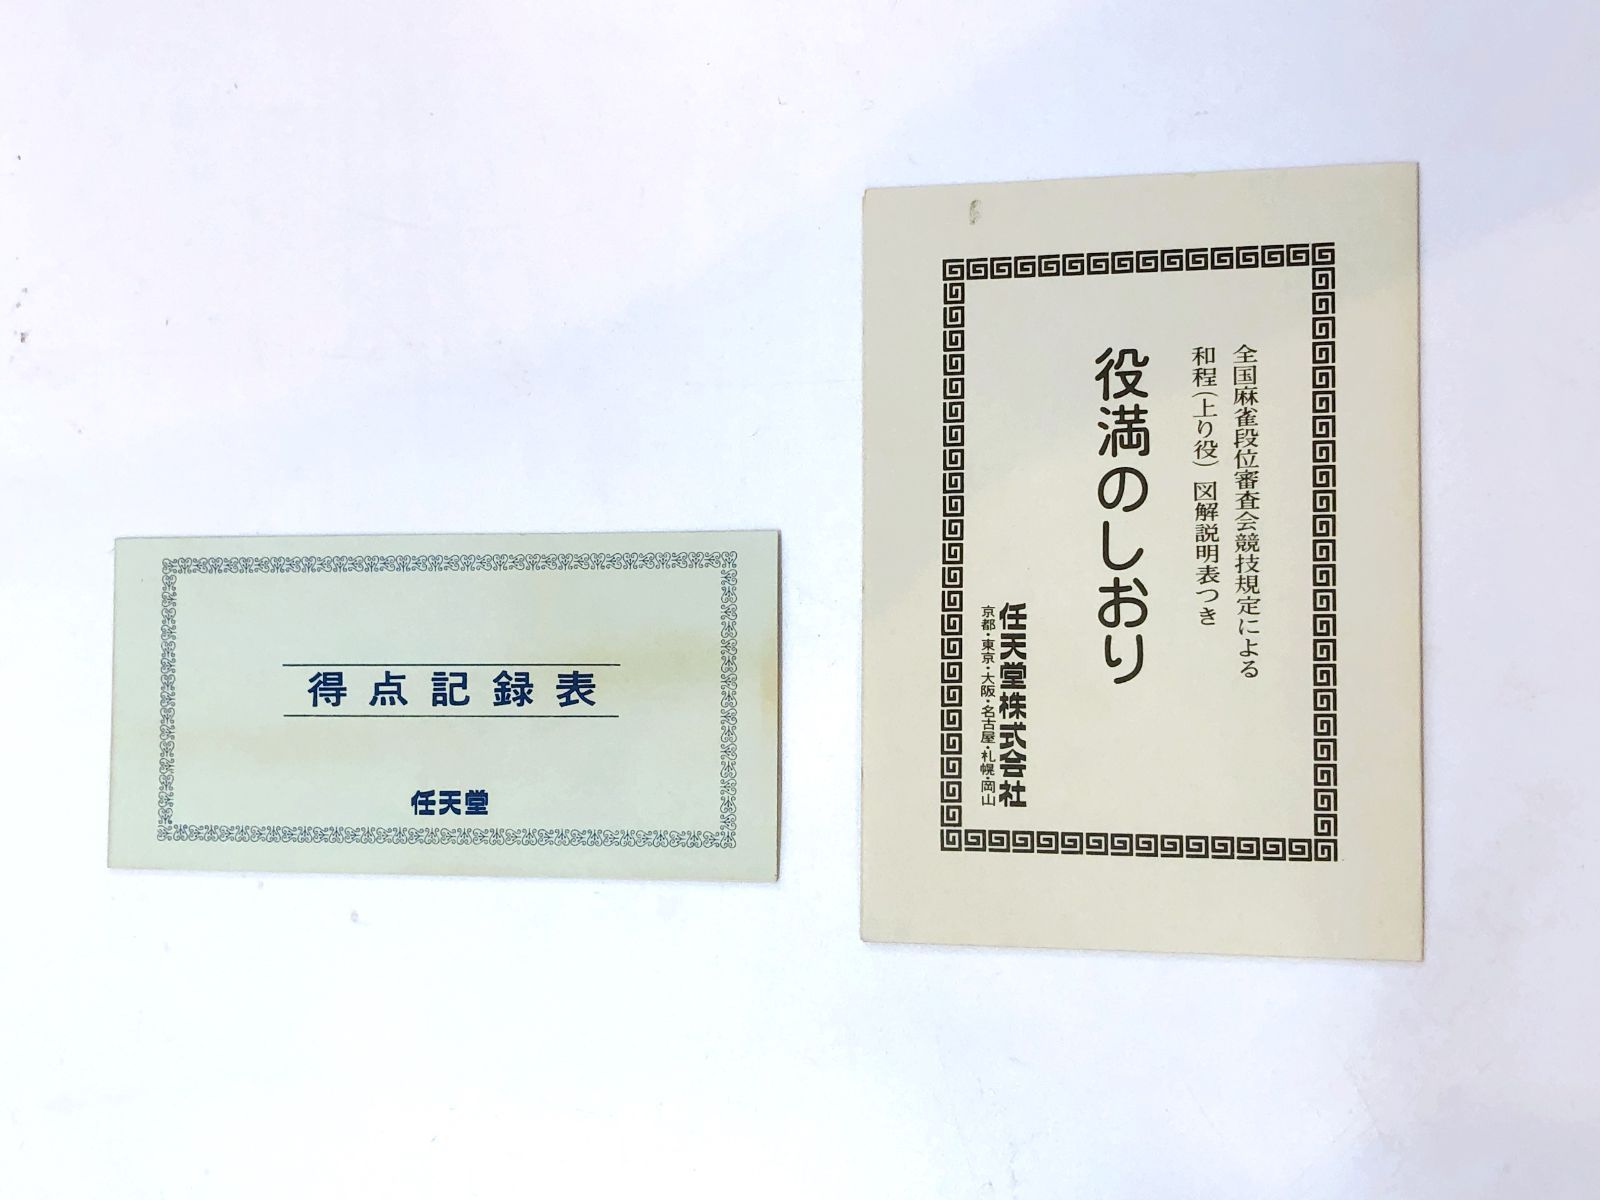 得点記録表
任天堂
全国麻雀段位審査会競技規定による
和程(上り役)図解説明表つき
役満のしおり
任天堂株式会社
京都・東京・大阪・名古屋・札幌・岡山